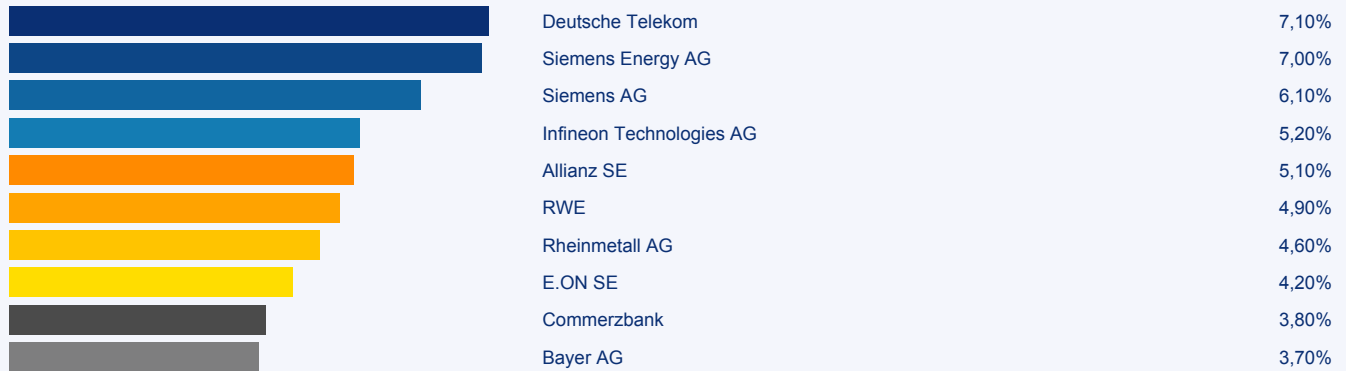 Deutsche Telekom 7,10%
Siemens Energy AG 7,00%
Siemens AG 6,10%
Infineon Technologies AG 5,20%
Allianz SE 5,10%
RWE 4,90%
Rheinmetall AG 4,60%
E.ON SE 4,20%
Commerzbank 3,80%
Bayer AG 3,70%